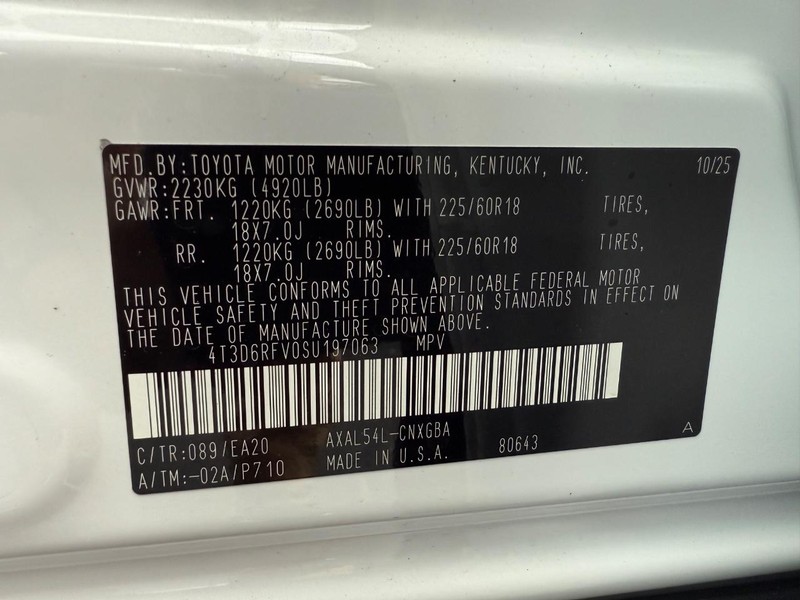 MFD.BY:TOYOTA MOTOR MANUFACTURING, KENTUCKY, INC. 10/25
GVWR:2230KG (4920LB)
GAWR:FRT. 1220KG (2690LB) WITH 225/60R18 TIRES,
18X7.0J RIMS.
RR. 1220KG (2690LB) WITH 225/60R18 TIRES,
18X7.0J RIMS.
THIS VEHICLE CONFORMS TO ALL APPLICABLE FEDERAL MOTOR
VEHICLE SAFETY AND THEFT PREVENTION STANDARDS IN EFFECT ON
THE DATE OF MANUFACTURE SHOWN ABOVE.
4T3D6RFV0SU197063 MPV
C/TR:089/EA20 AXAL54L-CNXGBA
A/TM:-02A/P710 MADE IN U.S.A. 80643 A